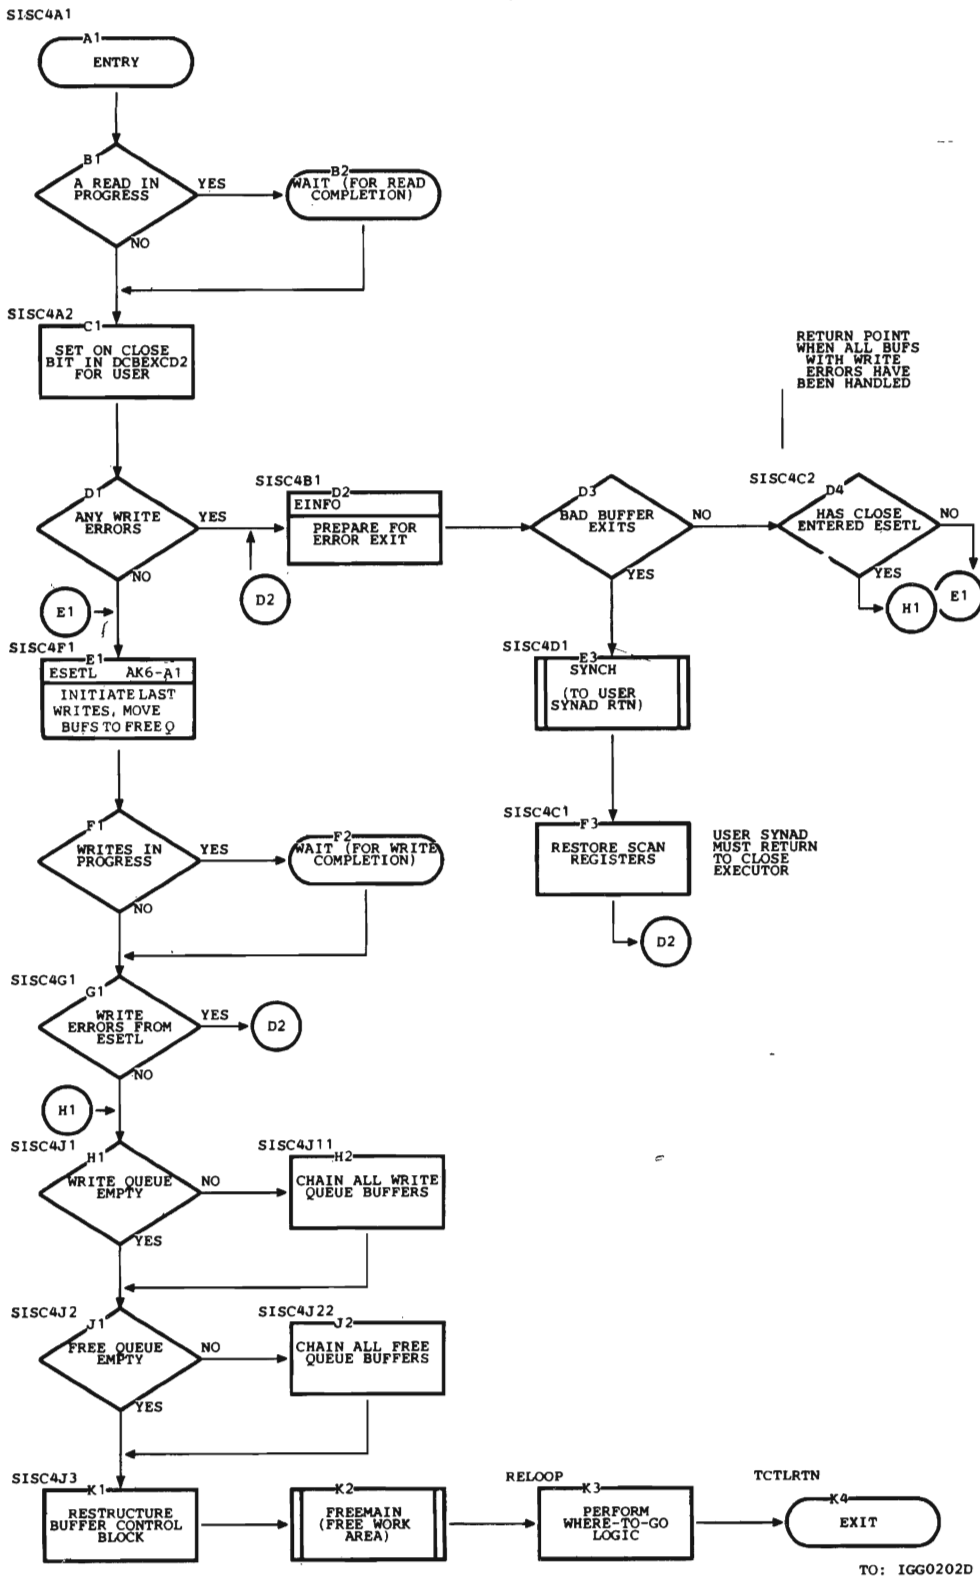 SISC4A1
A1
ENTRY
B1
A READ IN
PROGRESS
YES
B2
WAIT (FOR READ
COMPLETION)
NO
SISC4A2
C1
SET ON CLOSE
BIT IN DCBEXCD2
FOR USER
RETURN POINT
WHEN ALL BUFS
WITH WRITE
ERRORS HAVE
BEEN HANDLED
D1
ANY WRITE
ERRORS
YES
SISC4B1
D2
EINFO
PREPARE FOR
ERROR EXIT
D3
BAD BUFFER
EXITS
NO
SISC4C2
D4
HAS CLOSE
ENTERED ESETL
NO
NO
D2
YES
YES
H1
E1
E1
SISC4F1
E1
ESETL AK6-A1
INITIATE LAST
WRITES, MOVE
BUFS TO FREE Q
SISC4D1
E3
SYNCH
(TO USER
SYNAD RTN)
F1
WRITES IN
PROGRESS
YES
F2
WAIT (FOR WRITE
COMPLETION)
SISC4C1
F3
RESTORE SCAN
REGISTERS
USER SYNAD
MUST RETURN
TO CLOSE
EXECUTOR
NO
D2
SISC4G1
G1
WRITE
ERRORS FROM
ESETL
YES
D2
NO
H1
SISC4J1
H1
WRITE QUEUE
EMPTY
NO
SISC4J11
H2
CHAIN ALL WRITE
QUEUE BUFFERS
YES
SISC4J2
J1
FREE QUEUE
EMPTY
NO
SISC4J22
J2
CHAIN ALL FREE
QUEUE BUFFERS
YES
SISC4J3
K1
RESTRUCTURE
BUFFER CONTROL
BLOCK
K2
FREEMAIN
(FREE WORK
AREA)
RELOOP
K3
PERFORM
WHERE-TO-GO
LOGIC
TCTLRTN
K4
EXIT
TO: IGG0202D